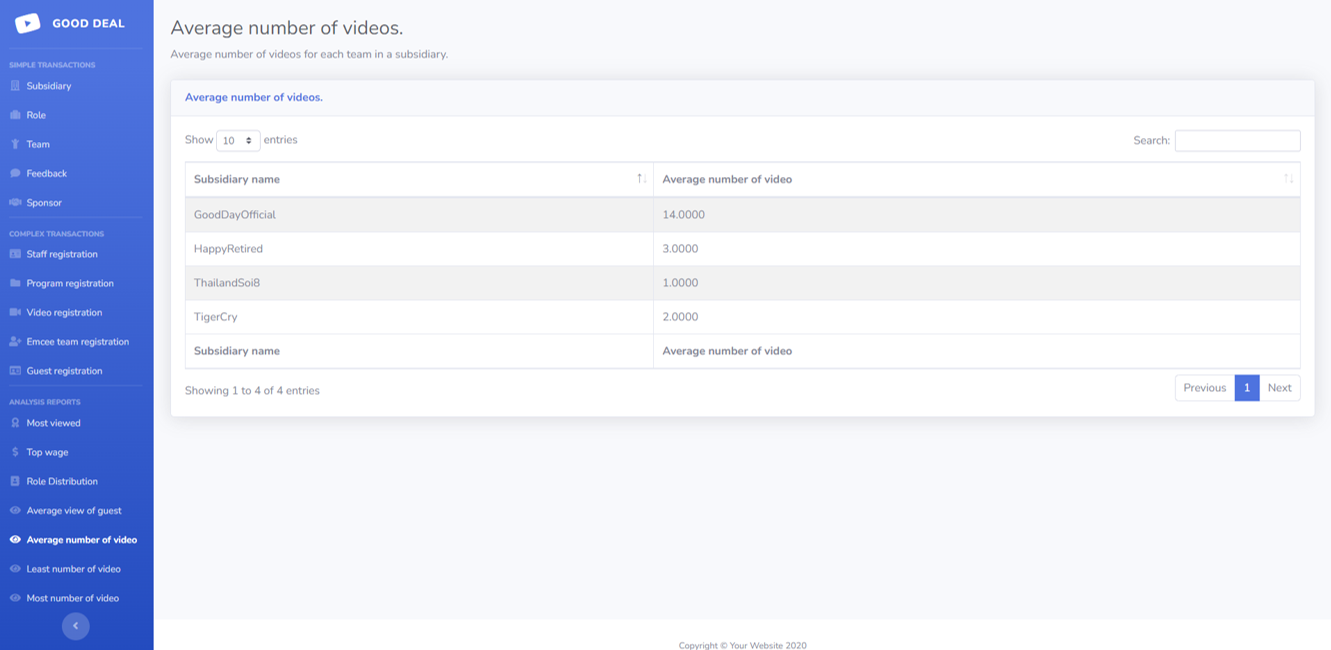 GOOD DEAL
SIMPLE TRANSACTIONS
Subsidiary
Role
Team
Feedback
Sponsor
COMPLEX TRANSACTIONS
Staff registration
Program registration
Video registration
Emcee team registration
Guest registration
ANALYSIS REPORTS
Most viewed
Top wage
Role Distribution
Average view of guest
Average number of video
Least number of video
Most number of video
Average number of videos.
Average number of videos for each team in a subsidiary.
Average number of videos.
Show 10 entries
Search:
Subsidiary name Average number of video
GoodDayOfficial 14.0000
HappyRetired 3.0000
ThailandSoi8 1.0000
TigerCry 2.0000
Subsidiary name Average number of video
Showing 1 to 4 of 4 entries
Previous 1 Next
Copyright © Your Website 2020